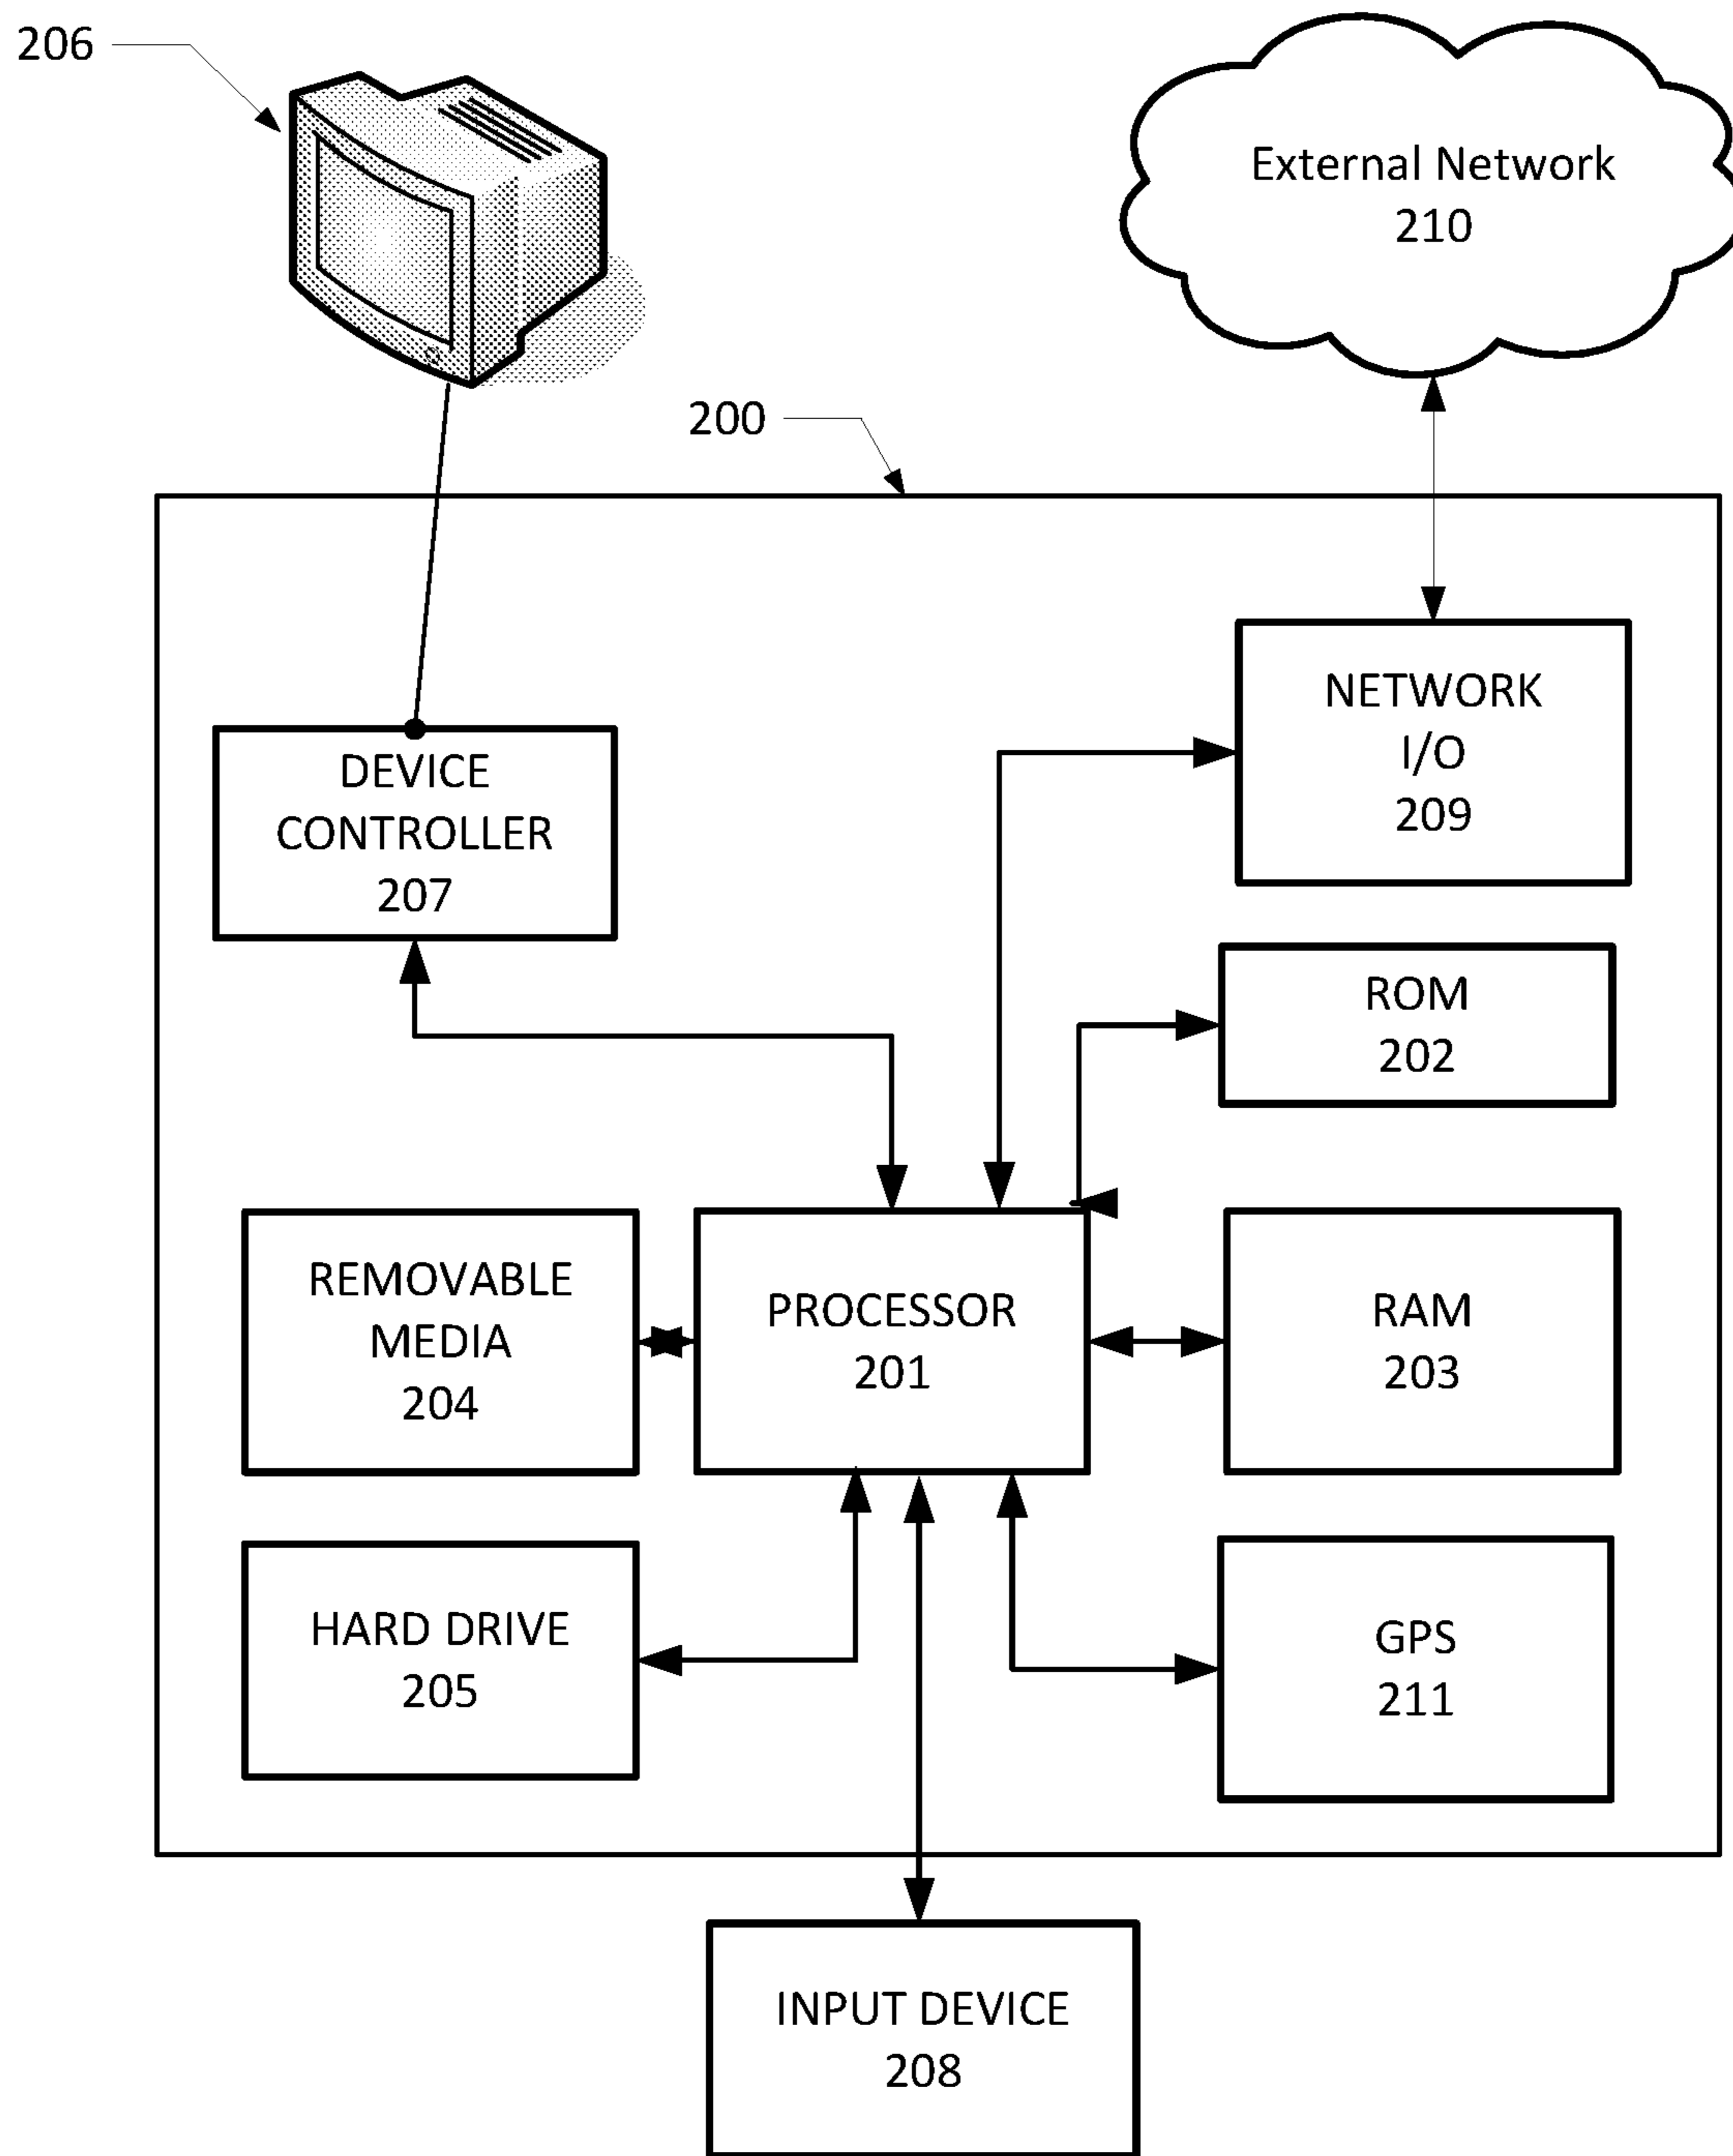 206
External Network
210
200
NETWORK
I/O
209
DEVICE
CONTROLLER
207
ROM
202
REMOVABLE
MEDIA
204
PROCESSOR
201
RAM
203
HARD DRIVE
205
GPS
211
INPUT DEVICE
208